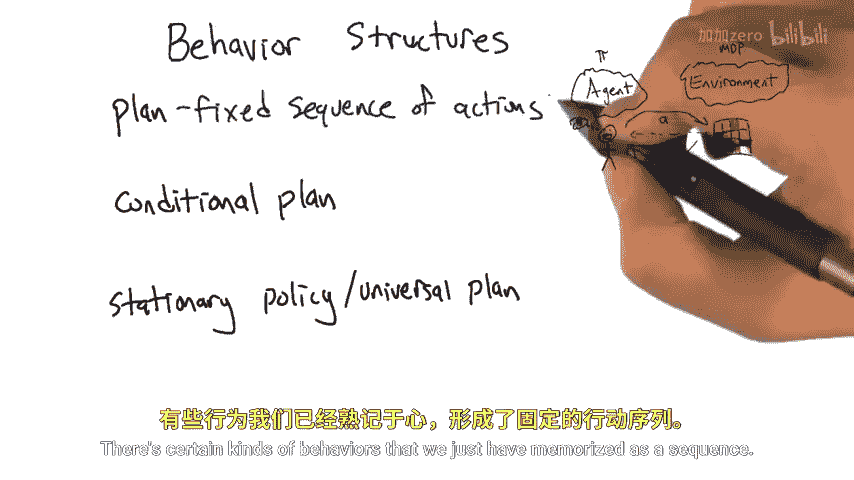 加加zero bilibili
Behavior Structures
π
MDP
Agent
Environment
plan - fixed sequence of actions
a
conditional plan
stationary policy/universal plan
有些行为我们已经熟记于心，形成了固定的行动序列。
There's certain kinds of behaviors that we just have memorized as a sequence.